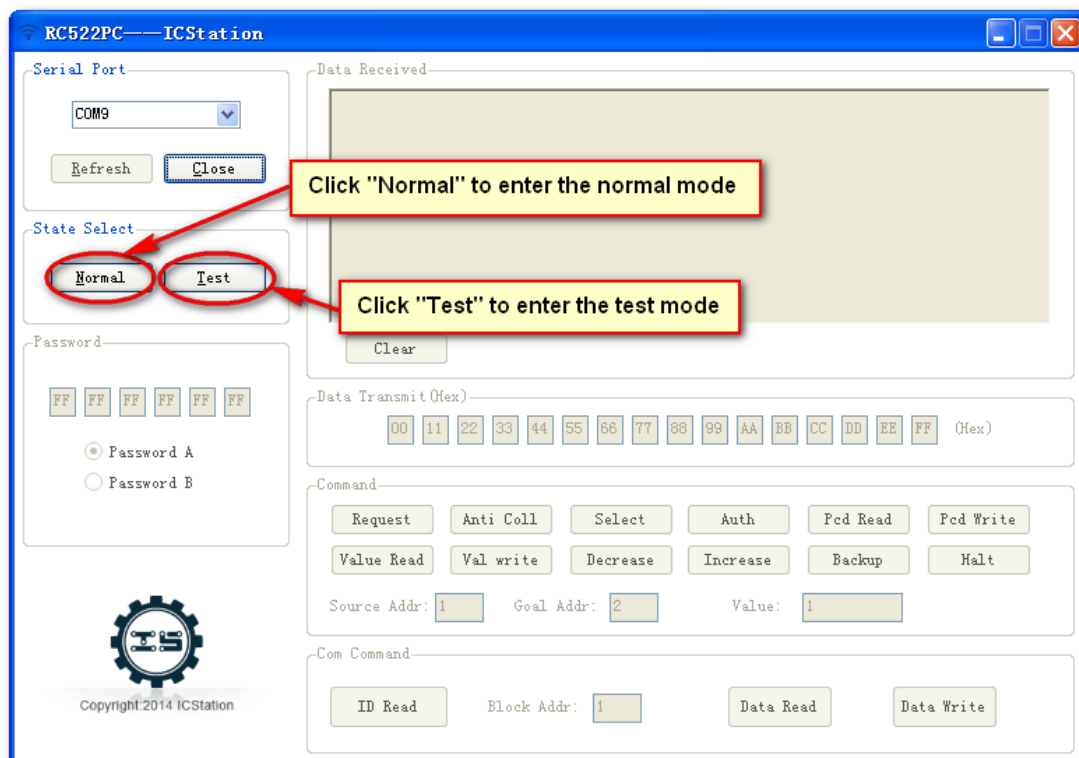 RC522PC——ICStation
Serial Port
COM9
Refresh Close
State Select
Normal Test
Password
FF FF FF FF FF FF
Password A
Password B
IS
Copyright:2014 ICStation
Data Received
Click "Normal" to enter the normal mode
Click "Test" to enter the test mode
Clear
Data Transmit(Hex)
00 11 22 33 44 55 66 77 88 99 AA BB CC DD EE FF (Hex)
Command
Request Anti Coll Select Auth Pcd Read Pcd Write
Value Read Val write Decrease Increase Backup Halt
Source Addr: 1 Goal Addr: 2 Value: 1
Com Command
ID Read Block Addr: 1 Data Read Data Write